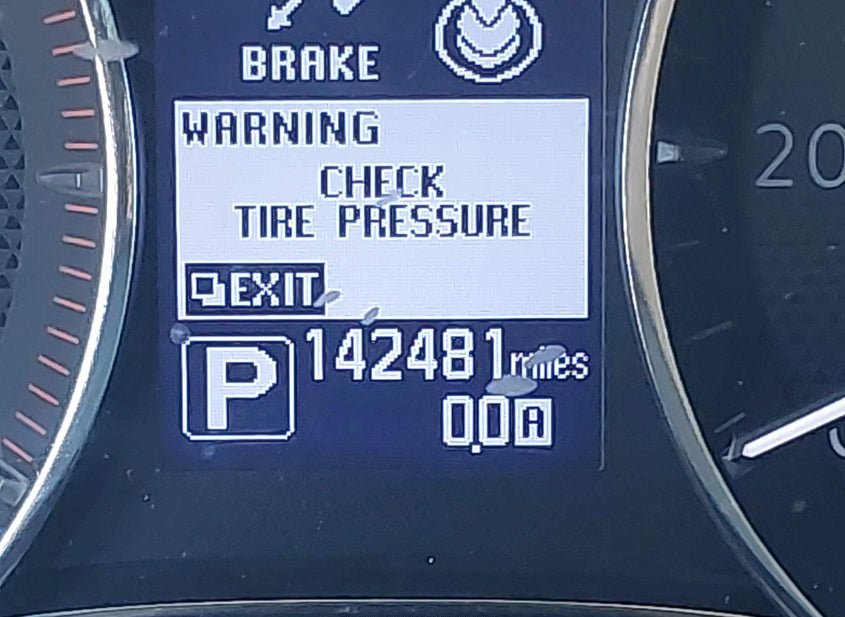 BRAKE
WARNING
CHECK
TIRE PRESSURE
EXIT
20
P
142481 miles
0.0 A